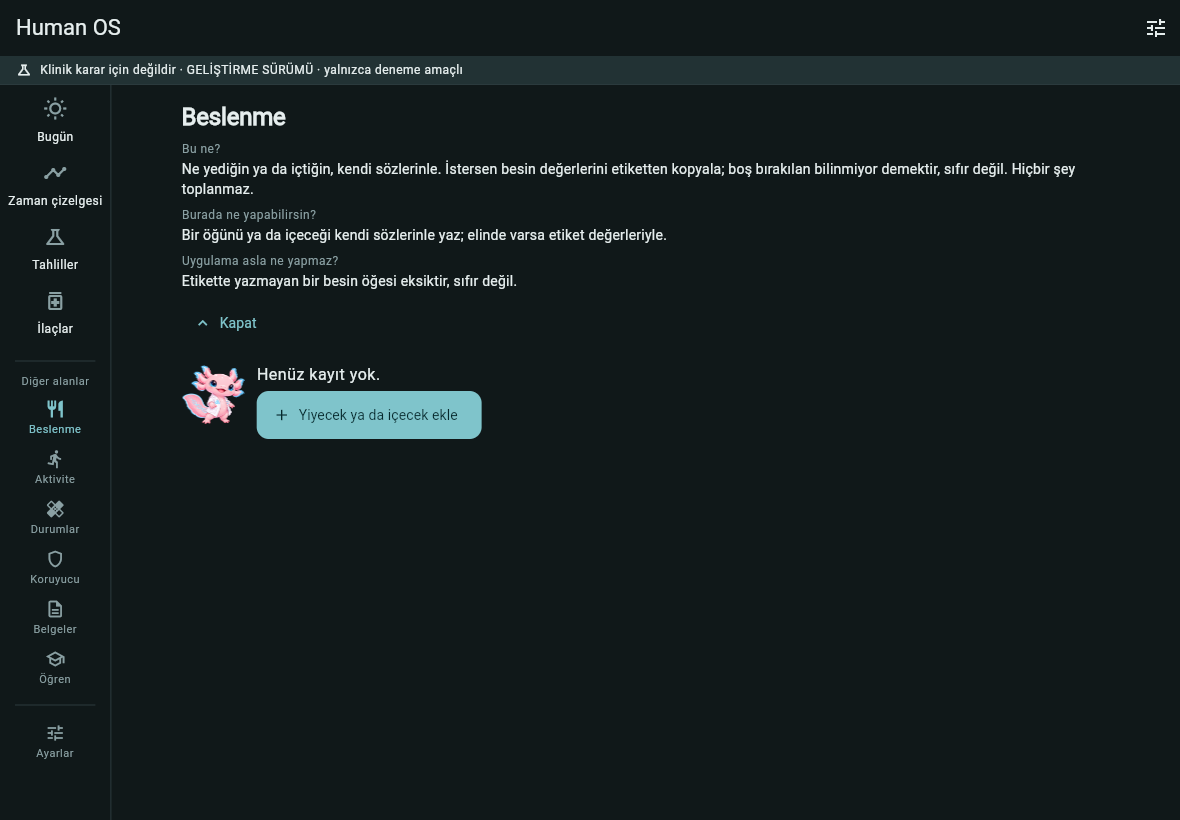 Human OS
Klinik karar için değildir · GELİŞTİRME SÜRÜMÜ · yalnızca deneme amaçlı
Bugün
Zaman çizelgesi
Tahliller
İlaçlar
Diğer alanlar
Beslenme
Aktivite
Durumlar
Koruyucu
Belgeler
Öğren
Ayarlar
Beslenme
Bu ne?
Ne yediğin ya da içtiğin, kendi sözlerinle. İstersen besin değerlerini etiketten kopyala; boş bırakılan bilinmiyor demektir, sıfır değil. Hiçbir şey
toplanmaz.
Burada ne yapabilirsin?
Bir öğünü ya da içeceği kendi sözlerinle yaz; elinde varsa etiket değerleriyle.
Uygulama asla ne yapmaz?
Etikette yazmayan bir besin öğesi eksiktir, sıfır değil.
Kapat
Henüz kayıt yok.
Yiyecek ya da içecek ekle